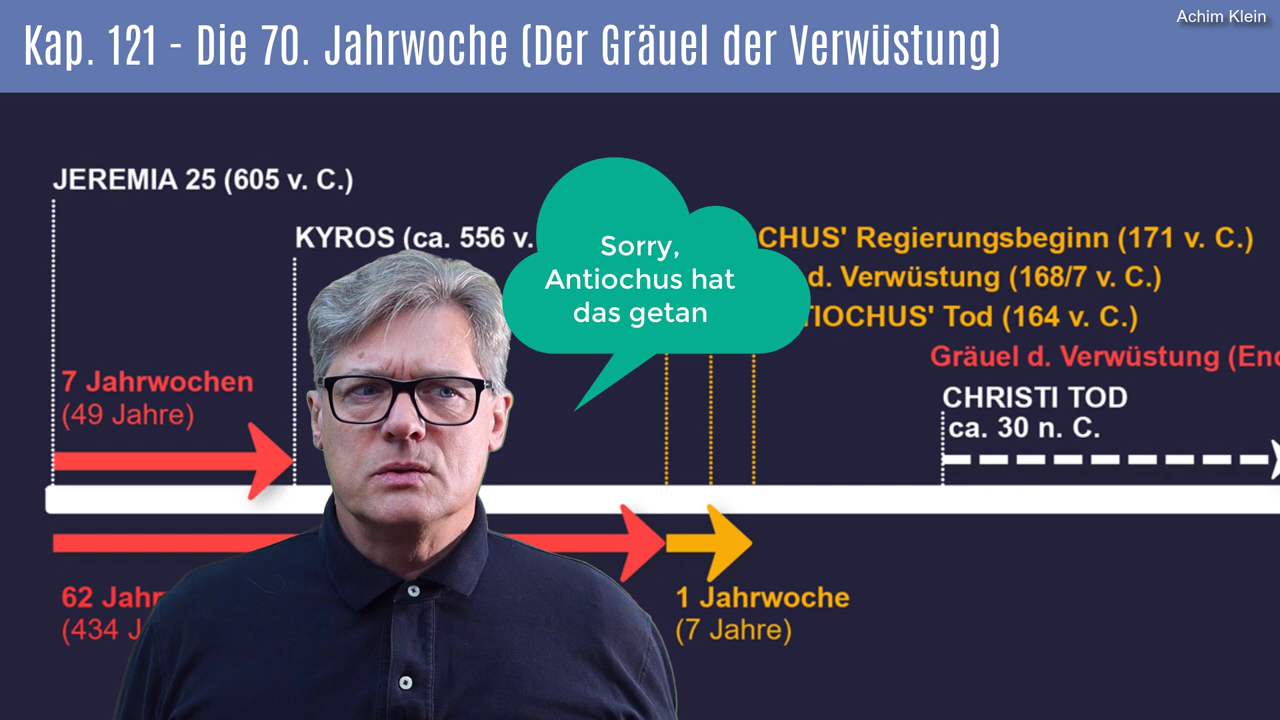 Achim Klein
Kap. 121 - Die 70. Jahrwoche (Der Gräuel der Verwüstung)
JEREMIA 25 (605 v. C.)
KYROS (ca. 556 v.
CHUS' Regierungsbeginn (171 v. C.)
d. Verwüstung (168/7 v. C.)
TIOCHUS' Tod (164 v. C.)
Sorry,
Antiochus hat
das getan
Gräuel d. Verwüstung (End
CHRISTI TOD
ca. 30 n. C.
7 Jahrwochen
(49 Jahre)
62 Jahr
(434 J
1 Jahrwoche
(7 Jahre)